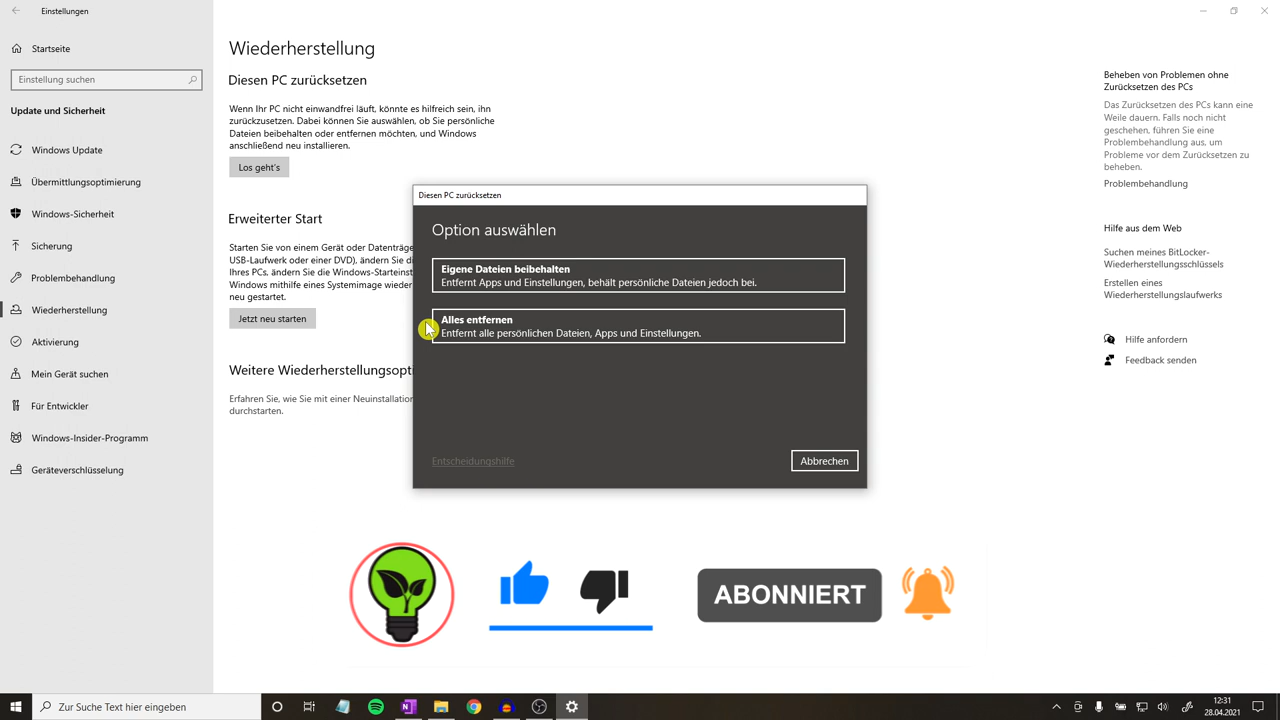 Einstellungen
Startseite
Einstellung suchen
Update und Sicherheit
Windows Update
Übermittlungsoptimierung
Windows-Sicherheit
Sicherung
Problembehandlung
Wiederherstellung
Aktivierung
Mein Gerät suchen
Für Entwickler
Windows-Insider-Programm
Geräteverschlüsselung
Wiederherstellung
Diesen PC zurücksetzen
Wenn Ihr PC nicht einwandfrei läuft, könnte es hilfreich sein, ihn
zurückzusetzen. Dabei können Sie auswählen, ob Sie persönliche
Dateien beibehalten oder entfernen möchten, und Windows
anschließend neu installieren.
Los geht's
Erweiterter Start
Starten Sie von einem Gerät oder Datenträge
USB-Laufwerk oder einer DVD), ändern Sie di
Ihres PCs, ändern Sie die Windows-Starteinst
Windows mithilfe eines Systemimage wieder
neu gestartet.
Jetzt neu starten
Weitere Wiederherstellungsopti
Erfahren Sie, wie Sie mit einer Neuinstallation
durchstarten.
Diesen PC zurücksetzen
Option auswählen
Eigene Dateien beibehalten
Entfernt Apps und Einstellungen, behält persönliche Dateien jedoch bei.
Alles entfernen
Entfernt alle persönlichen Dateien, Apps und Einstellungen.
Entscheidungshilfe
Abbrechen
Beheben von Problemen ohne
Zurücksetzen des PCs
Das Zurücksetzen des PCs kann eine
Weile dauern. Falls noch nicht
geschehen, führen Sie eine
Problembehandlung aus, um
Probleme vor dem Zurücksetzen zu
beheben.
Problembehandlung
Hilfe aus dem Web
Suchen meines BitLocker-
Wiederherstellungsschlüssels
Erstellen eines
Wiederherstellungslaufwerks
Hilfe anfordern
Feedback senden
ABONNIERT
Zur Suche Text hier eingeben
12:31
28.04.2021